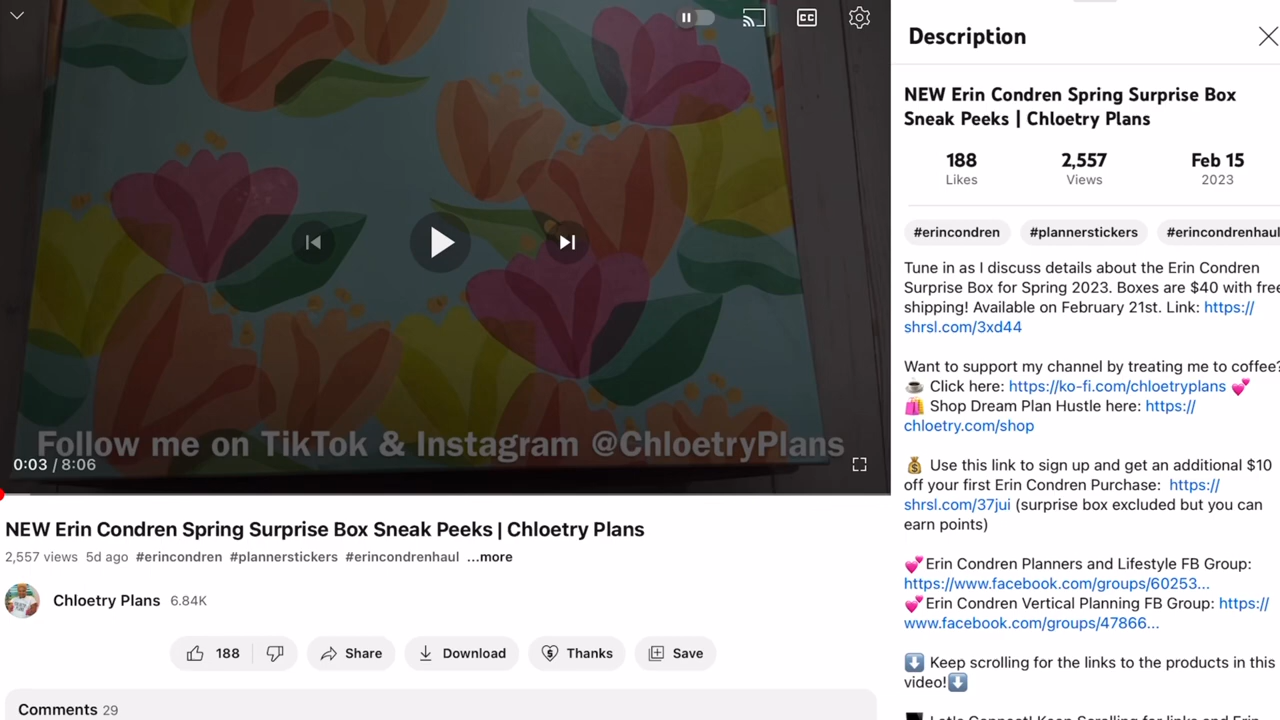 Follow me on TikTok & Instagram @ChloetryPlans
0:03 / 8:06
NEW Erin Condren Spring Surprise Box Sneak Peeks | Chloetry Plans
2,557 views 5d ago #erincondren #plannerstickers #erincondrenhaul ...more
Chloetry Plans 6.84K
188 Share Download Thanks Save
Comments 29
CC
Description
NEW Erin Condren Spring Surprise Box
Sneak Peeks | Chloetry Plans
188 2,557 Feb 15
Likes Views 2023
#erincondren #plannerstickers #erincondrenhaul
Tune in as I discuss details about the Erin Condren
Surprise Box for Spring 2023. Boxes are $40 with free
shipping! Available on February 21st. Link: https://
shrsl.com/3xd44
Want to support my channel by treating me to coffee?
☕ Click here: https://ko-fi.com/chloetryplans 💕
🛍️ Shop Dream Plan Hustle here: https://
chloetry.com/shop
💰 Use this link to sign up and get an additional $10
off your first Erin Condren Purchase: https://
shrsl.com/37jui (surprise box excluded but you can
earn points)
💕Erin Condren Planners and Lifestyle FB Group:
https://www.facebook.com/groups/60253...
💕Erin Condren Vertical Planning FB Group: https://
www.facebook.com/groups/47866...
⬇️ Keep scrolling for the links to the products in this
video!⬇️
Let's Connect! Keep Scrolling for links and Erin